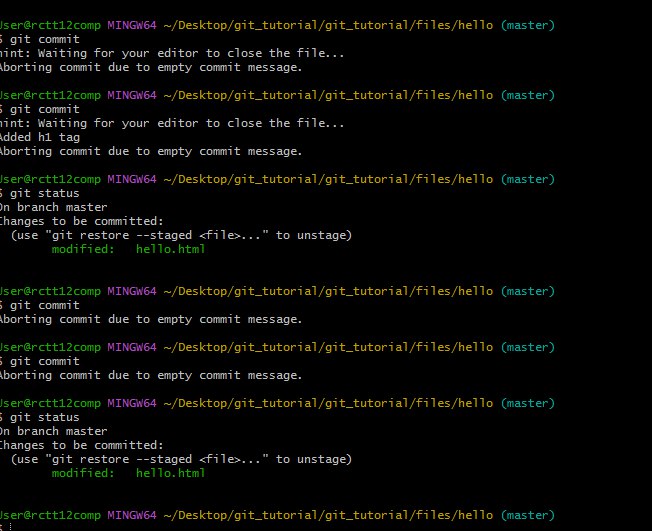 User@rctt12comp MINGW64 ~/Desktop/git_tutorial/git_tutorial/files/hello (master)
$ git commit
hint: Waiting for your editor to close the file...
Aborting commit due to empty commit message.
User@rctt12comp MINGW64 ~/Desktop/git_tutorial/git_tutorial/files/hello (master)
$ git commit
hint: Waiting for your editor to close the file...
Added h1 tag
Aborting commit due to empty commit message.
User@rctt12comp MINGW64 ~/Desktop/git_tutorial/git_tutorial/files/hello (master)
$ git status
On branch master
Changes to be committed:
  (use "git restore --staged <file>..." to unstage)
        modified:   hello.html
User@rctt12comp MINGW64 ~/Desktop/git_tutorial/git_tutorial/files/hello (master)
$ git commit
Aborting commit due to empty commit message.
User@rctt12comp MINGW64 ~/Desktop/git_tutorial/git_tutorial/files/hello (master)
$ git commit
Aborting commit due to empty commit message.
User@rctt12comp MINGW64 ~/Desktop/git_tutorial/git_tutorial/files/hello (master)
$ git status
On branch master
Changes to be committed:
  (use "git restore --staged <file>..." to unstage)
        modified:   hello.html
User@rctt12comp MINGW64 ~/Desktop/git_tutorial/git_tutorial/files/hello (master)
$